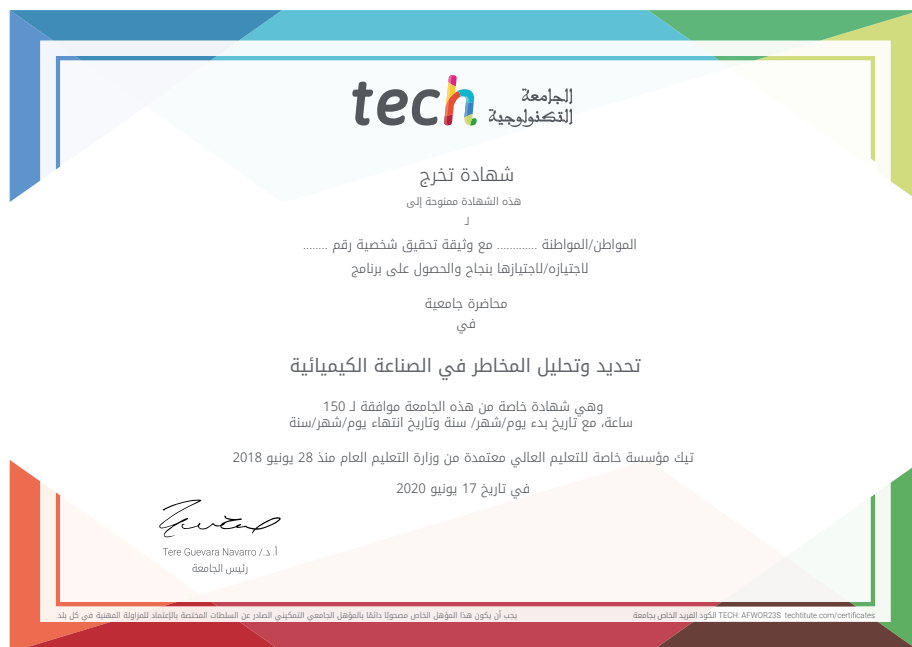 tech الجامعة
التكنولوجية
شهادة تخرج
هذه الشهادة ممنوحة إلى
لـ
المواطن/المواطنة ............. مع وثيقة تحقيق شخصية رقم ........
لاجتيازه/لاجتيازها بنجاح والحصول على برنامج
محاضرة جامعية
في
تحديد وتحليل المخاطر في الصناعة الكيميائية
وهي شهادة خاصة من هذه الجامعة موافقة لـ 150
ساعة، مع تاريخ بدء يوم/شهر/ سنة وتاريخ انتهاء يوم/شهر/سنة
تيك مؤسسة خاصة للتعليم العالي معتمدة من وزارة التعليم العام منذ 28 يونيو 2018
في تاريخ 17 يونيو 2020
أ. د./ Tere Guevara Navarro
رئيس الجامعة
يجب أن يكون هذا المؤهل الخاص مصحوبًا دائمًا بالمؤهل الجامعي التمكيني الصادر عن السلطات المختصة بالإعتماد للمزاولة المهنية في كل بلد.
الكود الفريد الخاص بجامعة TECH: AFWOR23S techtitute.com/certificates